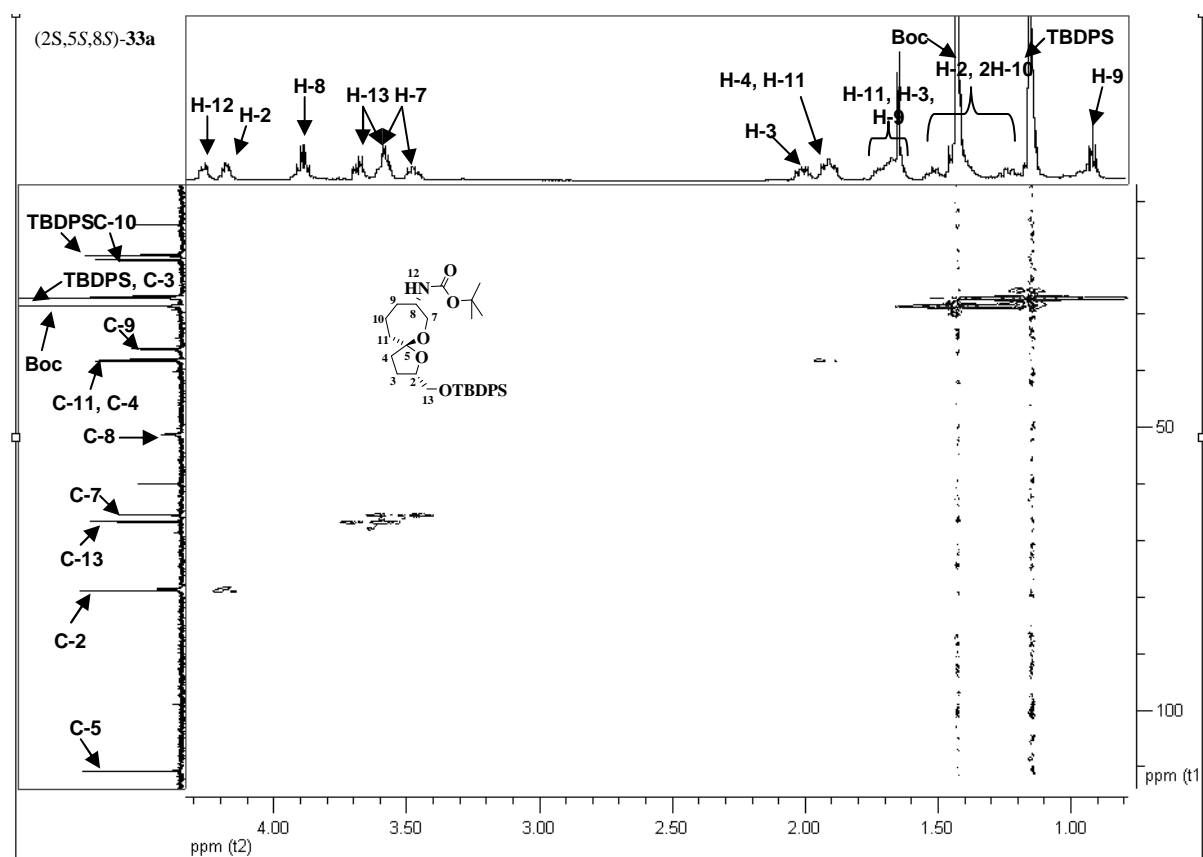 (2S,5S,8S)-33a
H-12
H-2
H-8
H-13
H-7
H-3
H-4, H-11
H-11, H-3,
H-9
Boc
H-2, 2H-10
TBDPS
H-9
TBDPS
C-10
TBDPS, C-3
C-9
Boc
C-11, C-4
C-8
C-7
C-13
C-2
C-5
12
HN
O
O
9
8
7
10
11
O
5
4
O
3
2
13
OTBDPS
50
100
ppm (t1
4.00
3.50
3.00
2.50
2.00
1.50
1.00
ppm (t2)